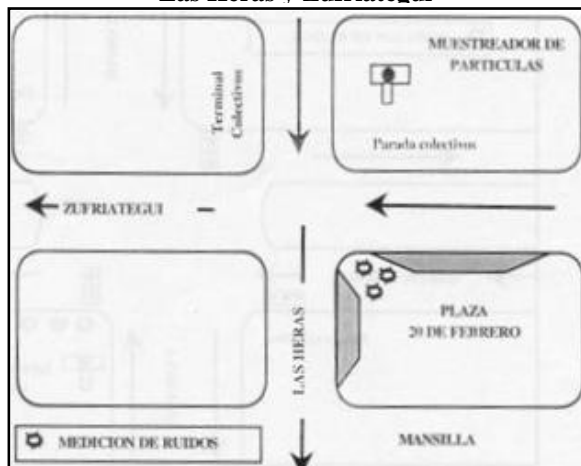 Las Heras y Zufriategui
MUESTREADOR DE
PARTICULAS
Terminal
Colectivos
Parada colectivos
ZUFRIATEGUI
LAS HERAS
PLAZA
20 DE FEBRERO
MEDICION DE RUIDOS
MANSILLA